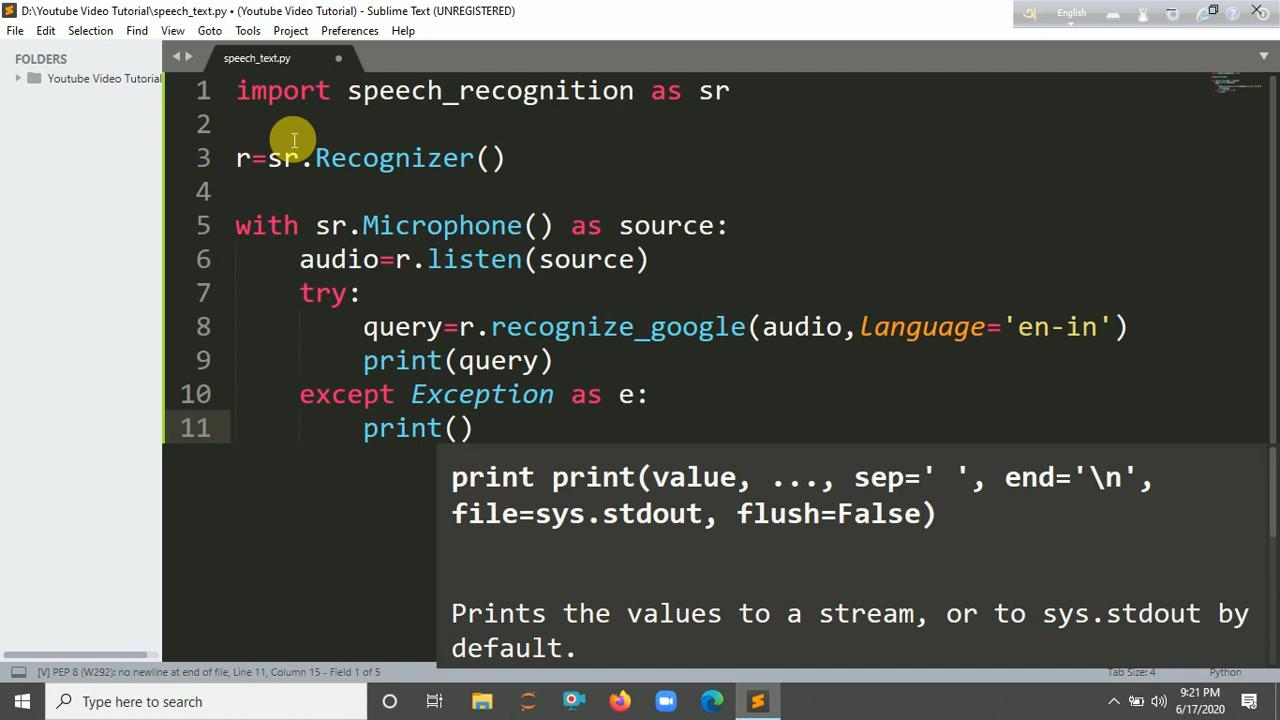 D:\Youtube Video Tutorial\speech_text.py • (Youtube Video Tutorial) - Sublime Text (UNREGISTERED)
English
File Edit Selection Find View Goto Tools Project Preferences Help
FOLDERS
Youtube Video Tutorial
speech_text.py
1 import speech_recognition as sr
2
3 r=sr.Recognizer()
4
5 with sr.Microphone() as source:
6 audio=r.listen(source)
7 try:
8 query=r.recognize_google(audio,language='en-in')
9 print(query)
10 except Exception as e:
11 print()
print print(value, ..., sep=' ', end='\n',
file=sys.stdout, flush=False)
Prints the values to a stream, or to sys.stdout by
default.
[V] PEP 8 (W292): no newline at end of file, Line 11, Column 15 - Field 1 of 5
Tab Size: 4
Python
Type here to search
9:21 PM
6/17/2020